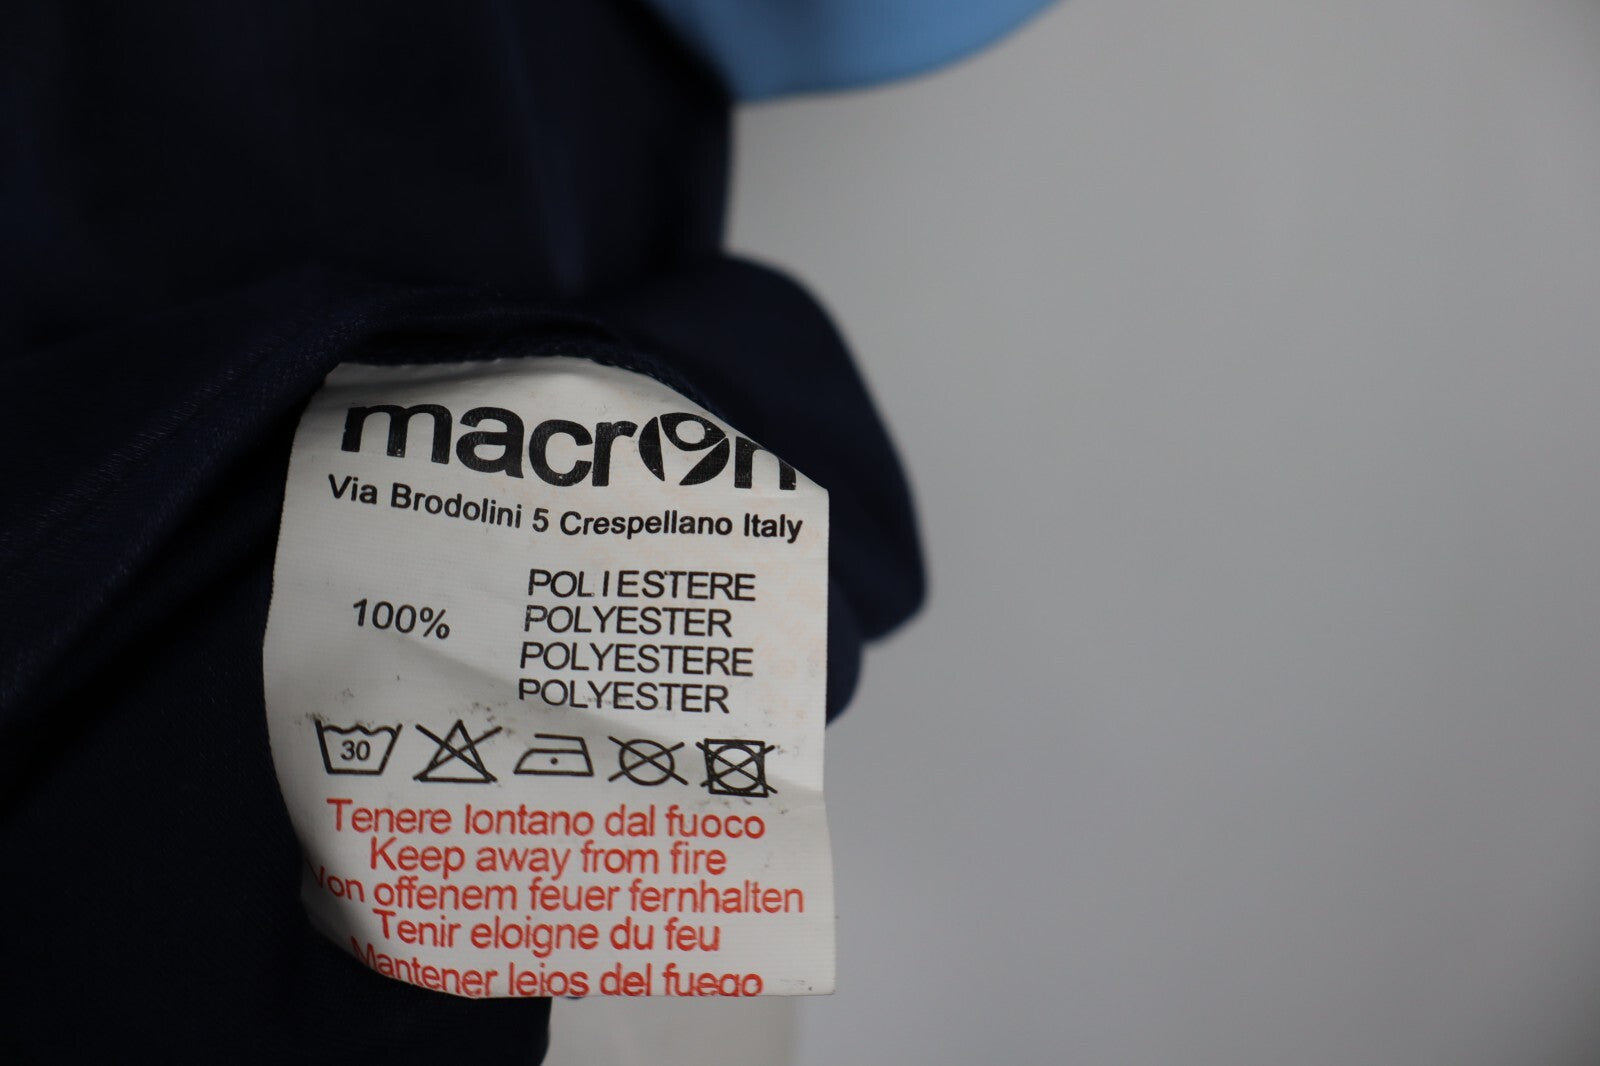 macron
Via Brodolini 5 Crespellano Italy
POLIESTERE
100% POLYESTER
POLYESTERE
POLYESTER
30
Tenere lontano dal fuoco
Keep away from fire
Von offenem feuer fernhalten
Tenir eloigne du feu
Mantener lejos del fuego